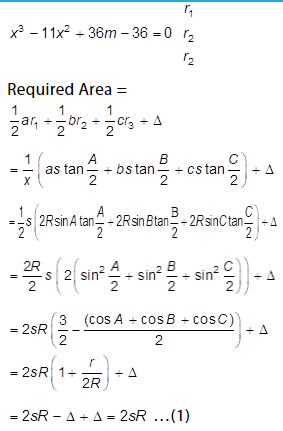 r₁
x³ − 11x² + 36m − 36 = 0 r₂
r₂
Required Area =
1/2 ar₁ + 1/2 br₂ + 1/2 cr₃ + Δ
= 1/x (as tan A/2 + bs tan B/2 + cs tan C/2) + Δ
= 1/2 s (2R sin A tan A/2 + 2R sin B tan B/2 + 2R sin C tan C/2) + Δ
= 2R/2 s (2 (sin² A/2 + sin² B/2 + sin² C/2)) + Δ
= 2sR (3/2 − (cos A + cos B + cos C)/2) + Δ
= 2sR (1 + r/2R) + Δ
= 2sR − Δ + Δ = 2sR ...(1)